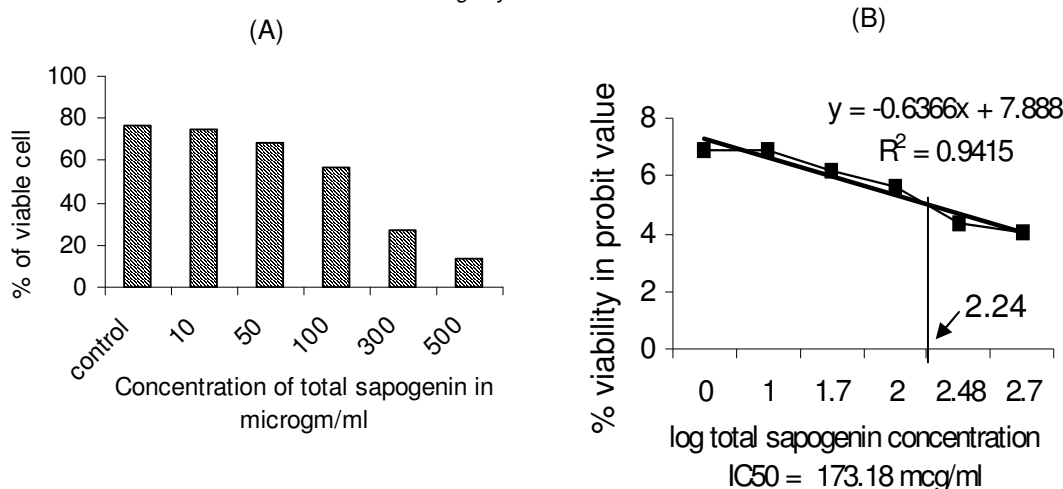 (A)
100
80
60
40
20
0
% of viable cell
control
10
50
100
300
500
Concentration of total sapogenin in
microgm/ml
(B)
8
6
4
2
0
% viability in probit value
y = -0.6366x + 7.888
R² = 0.9415
2.24
0 1 1.7 2 2.48 2.7
log total sapogenin concentration
IC50 = 173.18 mcg/ml